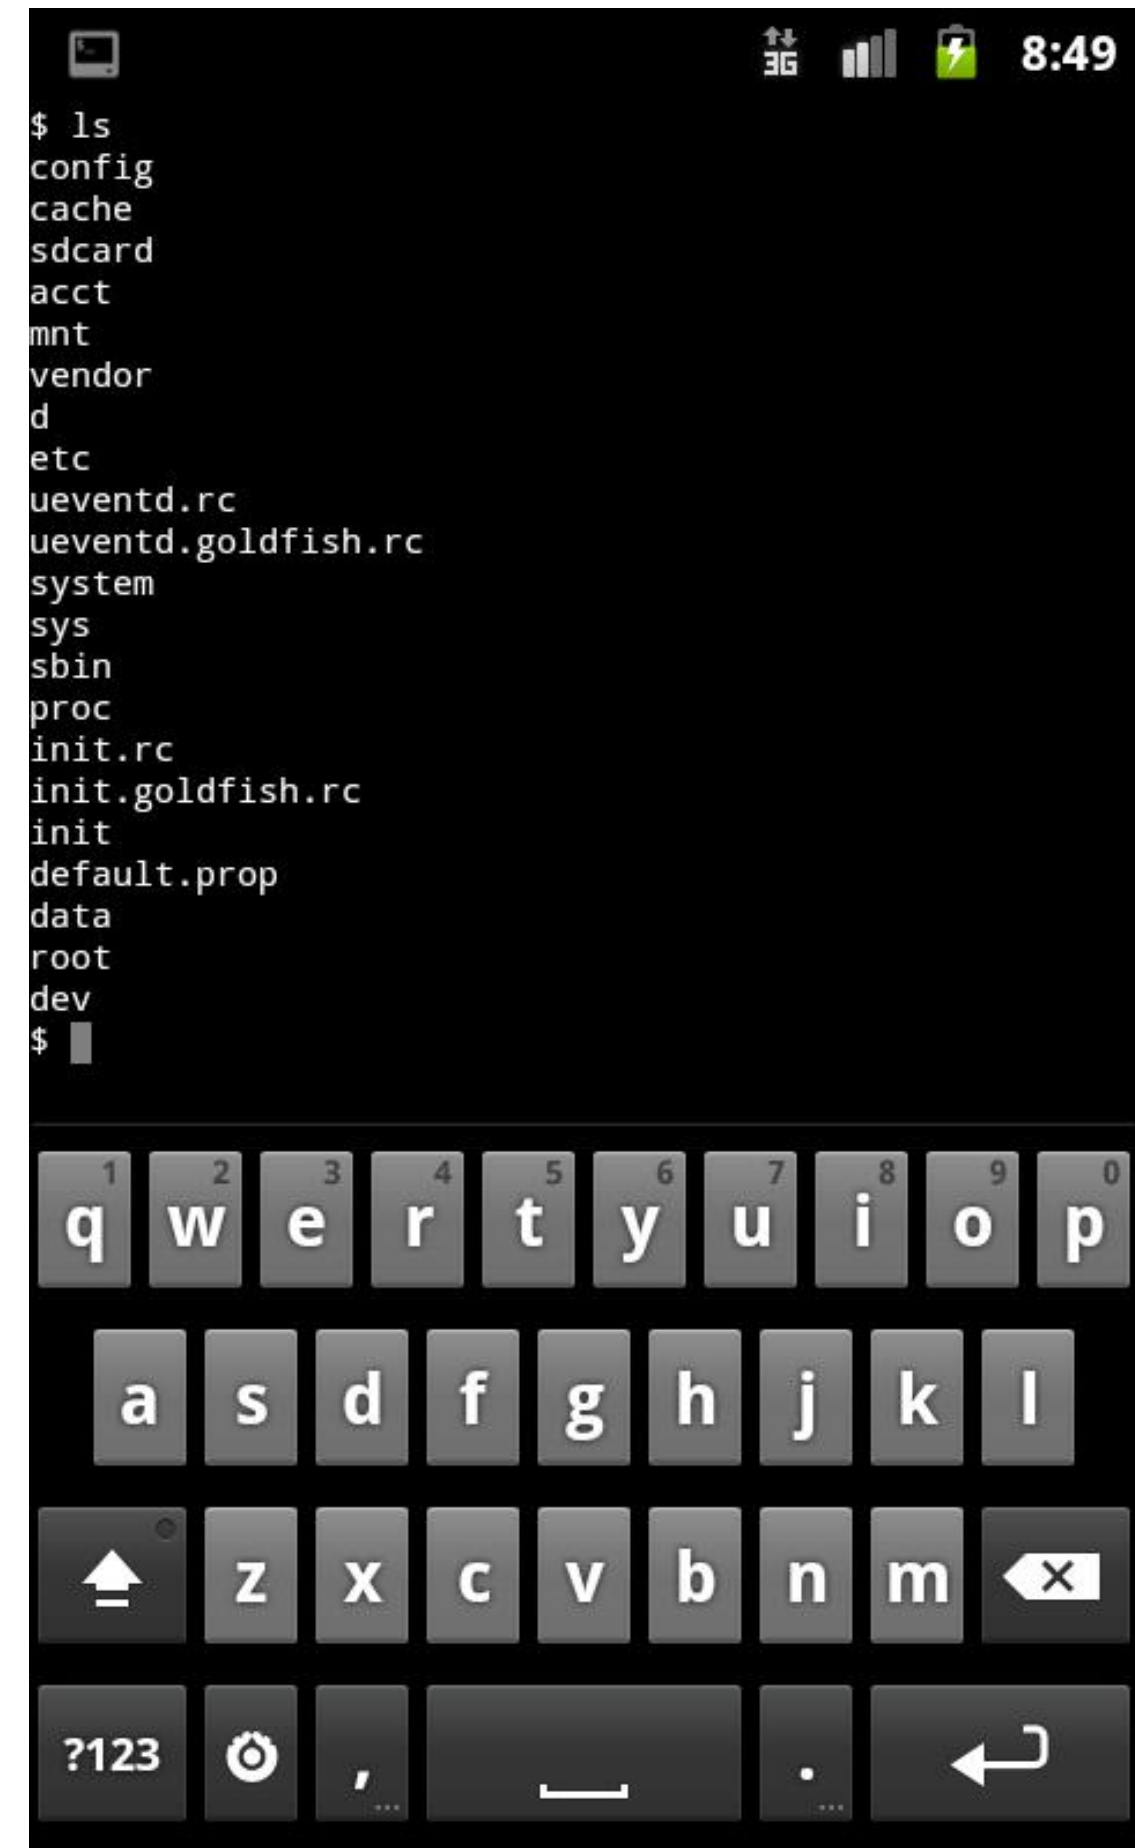 3G 8:49
$ ls
config
cache
sdcard
acct
mnt
vendor
d
etc
ueventd.rc
ueventd.goldfish.rc
system
sys
sbin
proc
init.rc
init.goldfish.rc
init
default.prop
data
root
dev
$
1 2 3 4 5 6 7 8 9 0
q w e r t y u i o p
a s d f g h j k l
z x c v b n m
?123 , ... . ...